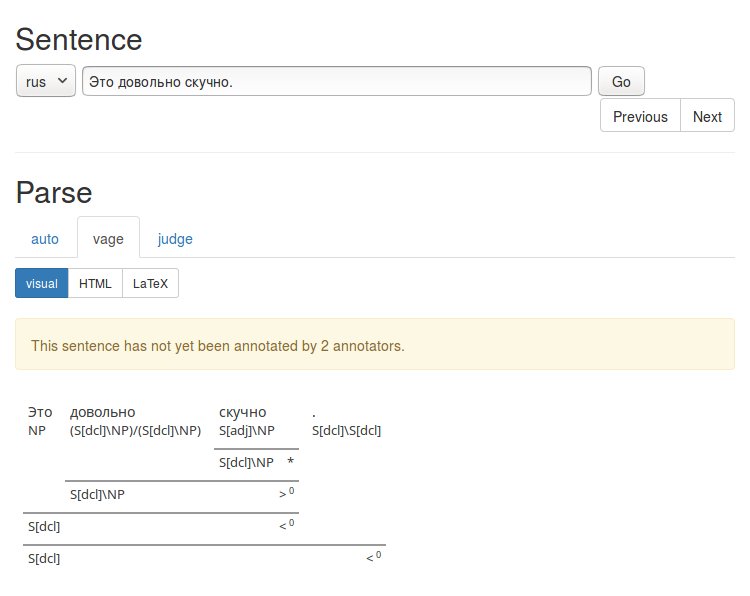 Sentence
rus Это довольно скучно. Go
Previous Next
Parse
auto vage judge
visual HTML LaTeX
This sentence has not yet been annotated by 2 annotators.
Это довольно скучно .
NP (S[dcl]\NP)/(S[dcl]\NP) S[adj]\NP S[dcl]\S[dcl]
S[dcl]\NP *
S[dcl]\NP > 0
S[dcl] < 0
S[dcl] < 0